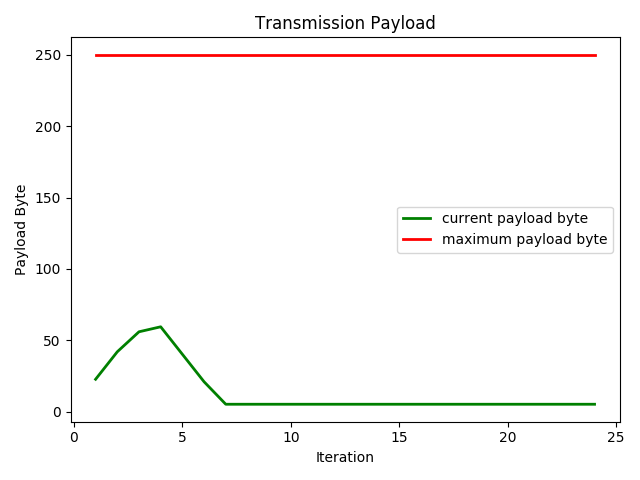 Transmission Payload
250
200
150
100
50
0
Payload Byte
current payload byte
maximum payload byte
0
5
10
15
20
25
Iteration